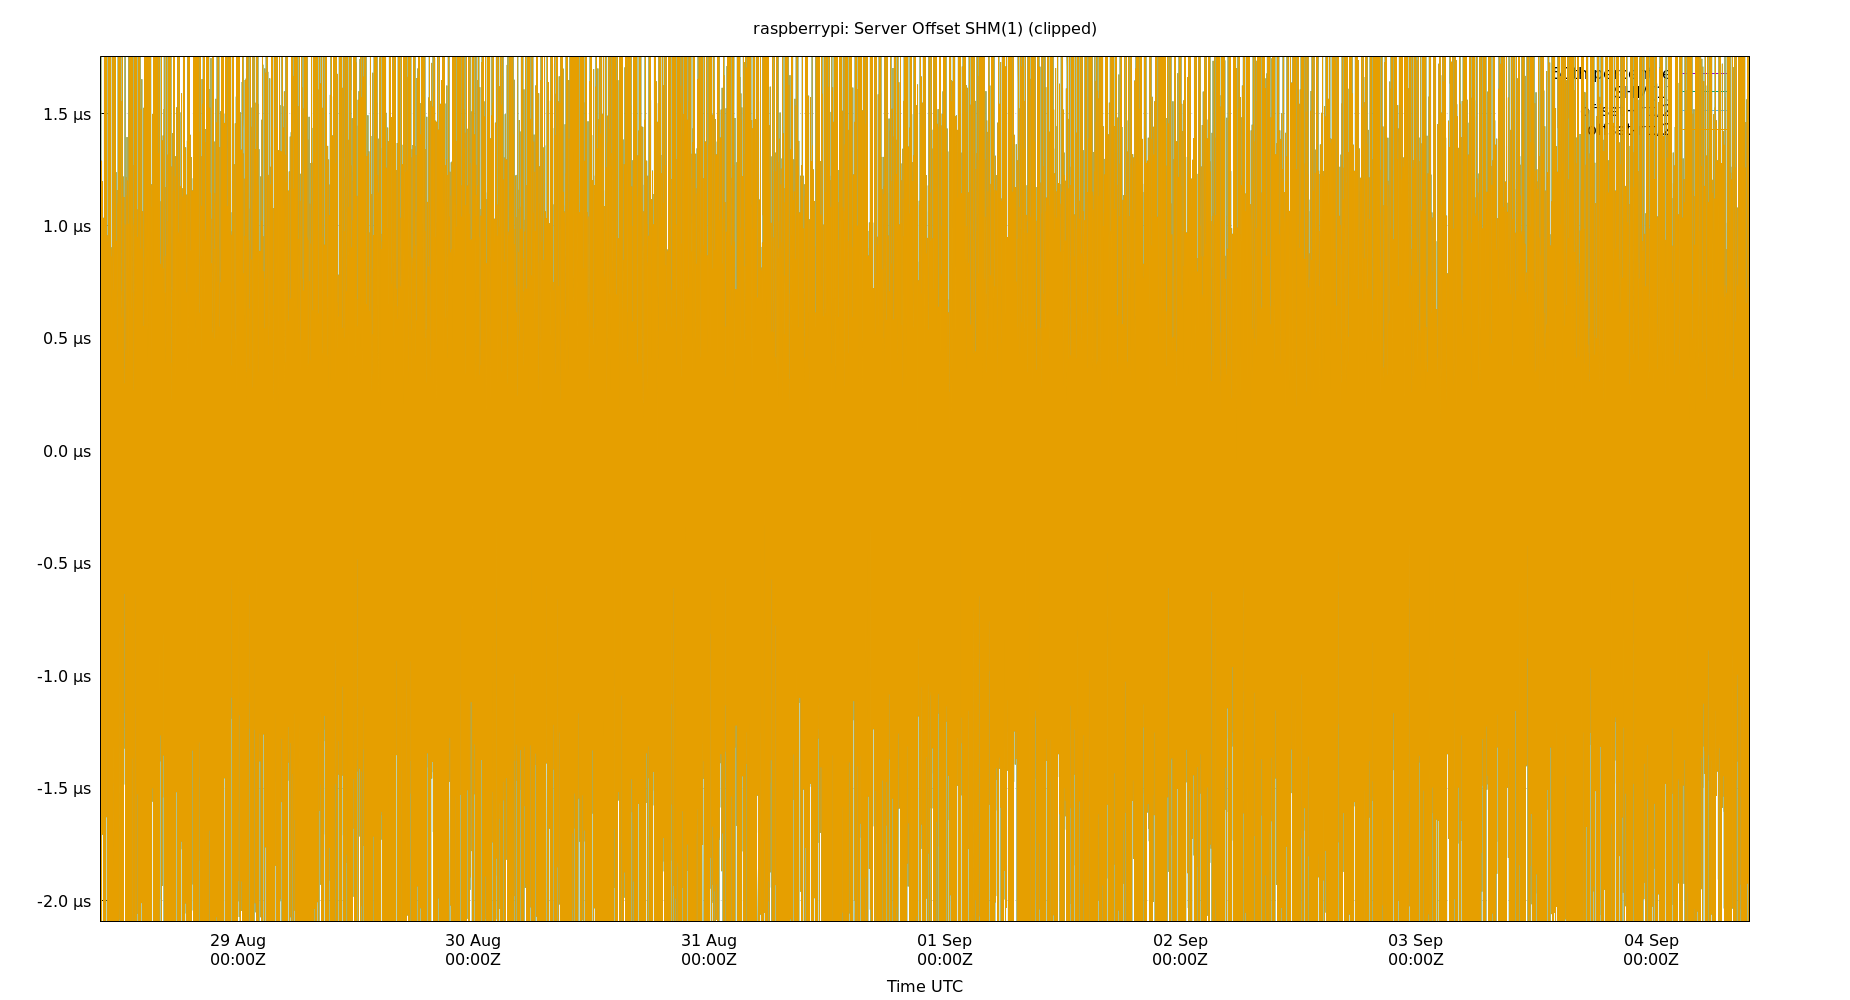 raspberrypi: Server Offset SHM(1) (clipped)
1.5 µs
1.0 µs
0.5 µs
0.0 µs
-0.5 µs
-1.0 µs
-1.5 µs
-2.0 µs
29 Aug 30 Aug 31 Aug 01 Sep 02 Sep 03 Sep 04 Sep
00:00Z 00:00Z 00:00Z 00:00Z 00:00Z 00:00Z 00:00Z
Time UTC